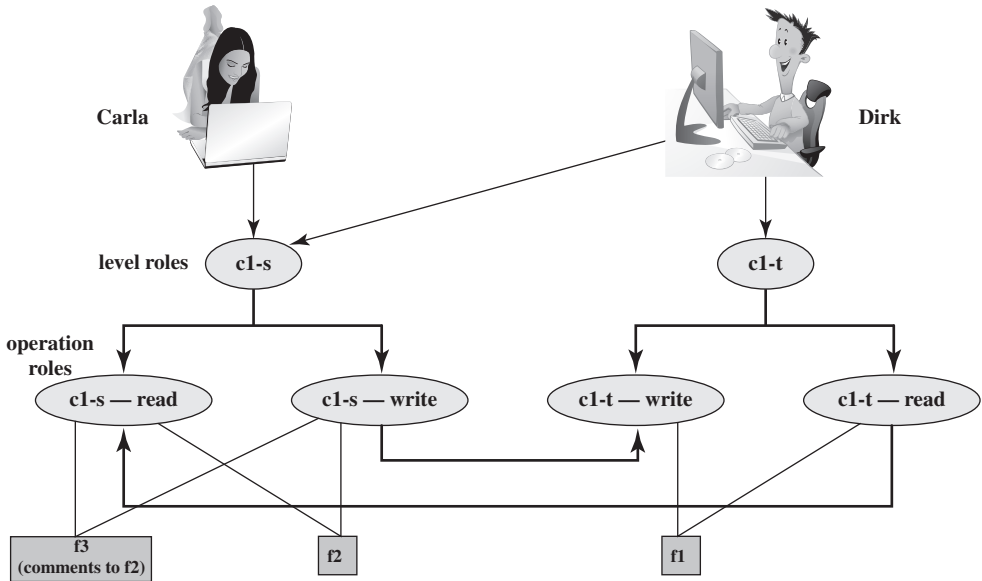 Carla
Dirk
level roles
c1-s
c1-t
operation
roles
c1-s — read
c1-s — write
c1-t — write
c1-t — read
f3
(comments to f2)
f2
f1